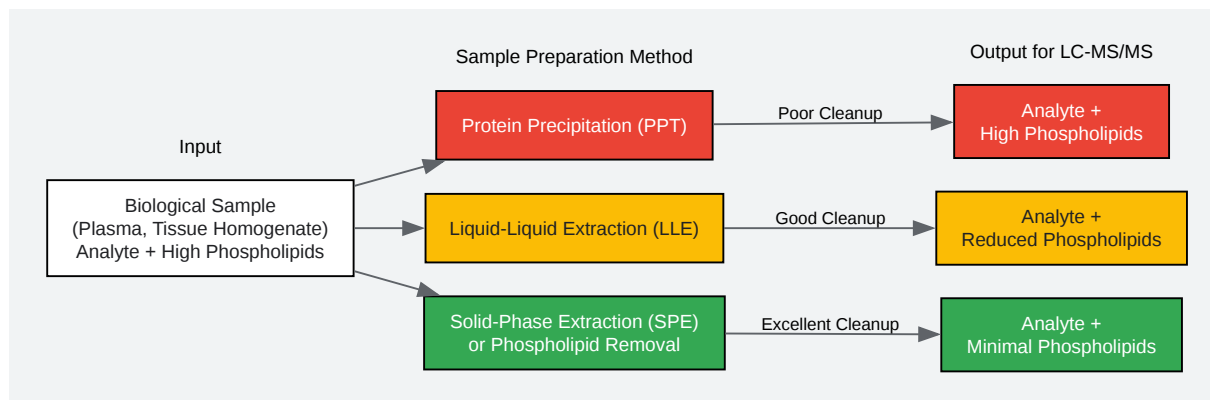 Sample Preparation Method
Output for LC-MS/MS
Protein Precipitation (PPT)
Poor Cleanup
Analyte +
High Phospholipids
Input
Biological Sample
(Plasma, Tissue Homogenate)
Analyte + High Phospholipids
Liquid-Liquid Extraction (LLE)
Good Cleanup
Analyte +
Reduced Phospholipids
Solid-Phase Extraction (SPE)
or Phospholipid Removal
Excellent Cleanup
Analyte +
Minimal Phospholipids